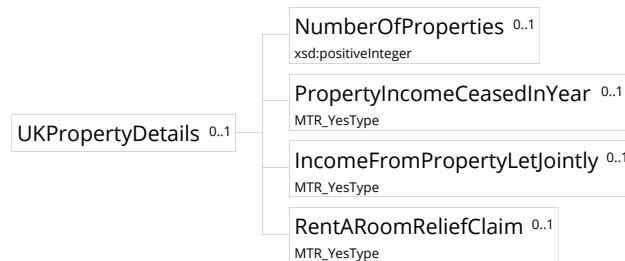 NumberOfProperties 0..1
xsd:positiveInteger
PropertyIncomeCeasedInYear 0..1
MTR_YesType
UKPropertyDetails 0..1
IncomeFromPropertyLetJointly 0..1
MTR_YesType
RentARoomReliefClaim 0..1
MTR_YesType